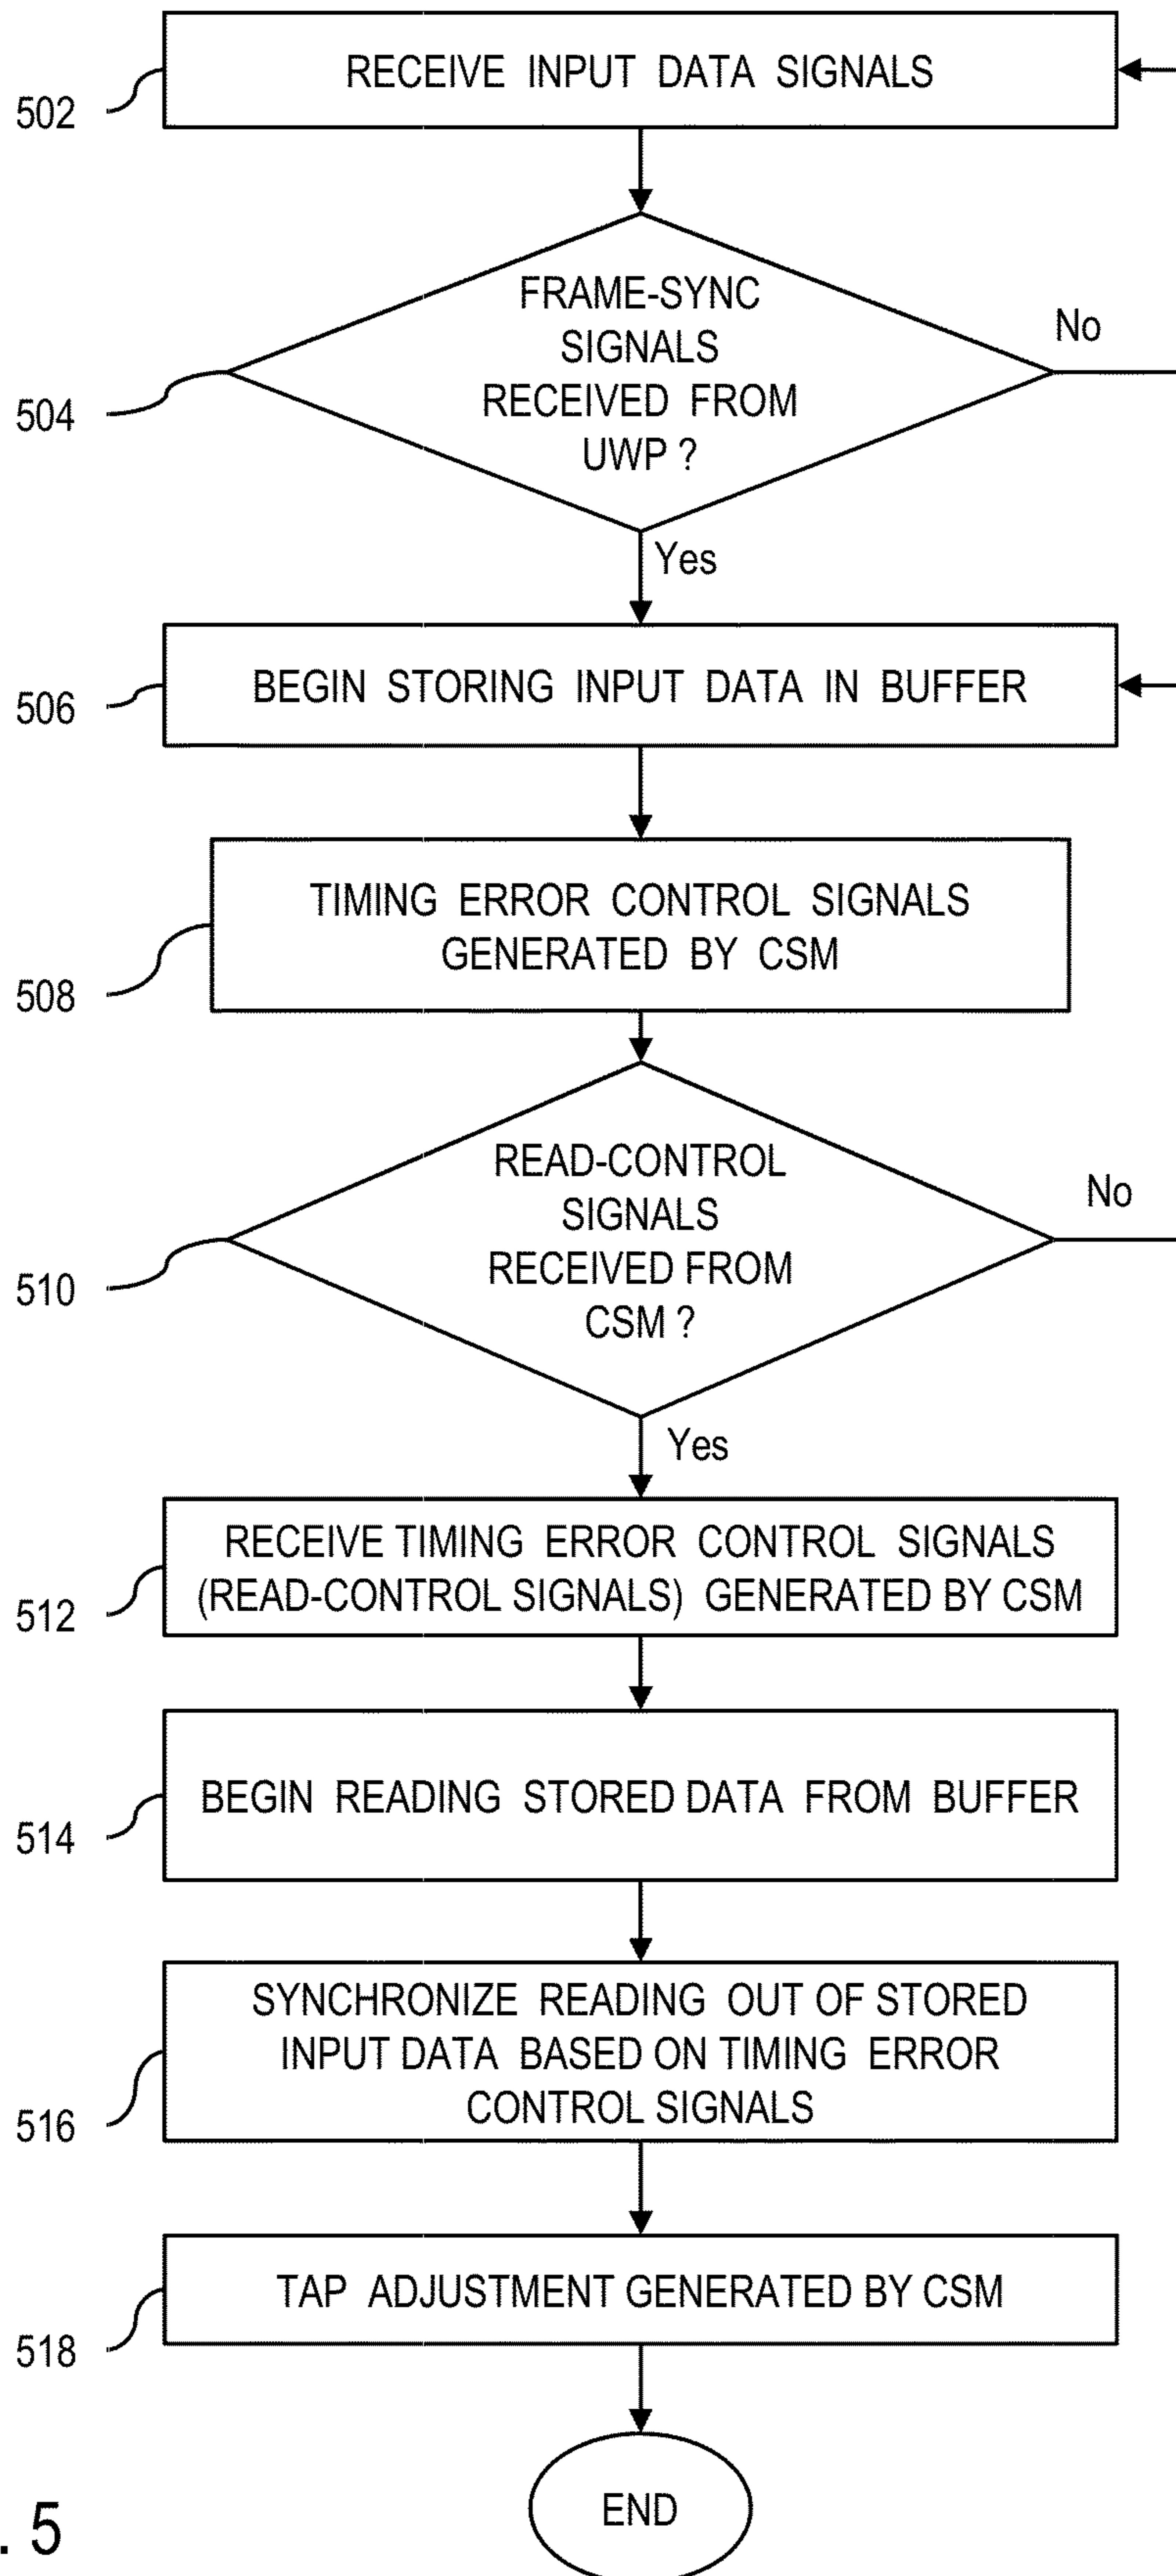 RECEIVE INPUT DATA SIGNALS
502
FRAME-SYNC
SIGNALS
RECEIVED FROM
UWP ?
No
504
Yes
BEGIN STORING INPUT DATA IN BUFFER
506
TIMING ERROR CONTROL SIGNALS
GENERATED BY CSM
508
READ-CONTROL
SIGNALS
RECEIVED FROM
CSM ?
No
510
Yes
RECEIVE TIMING ERROR CONTROL SIGNALS
(READ-CONTROL SIGNALS) GENERATED BY CSM
512
BEGIN READING STORED DATA FROM BUFFER
514
SYNCHRONIZE READING OUT OF STORED
INPUT DATA BASED ON TIMING ERROR
CONTROL SIGNALS
516
TAP ADJUSTMENT GENERATED BY CSM
518
END
. 5